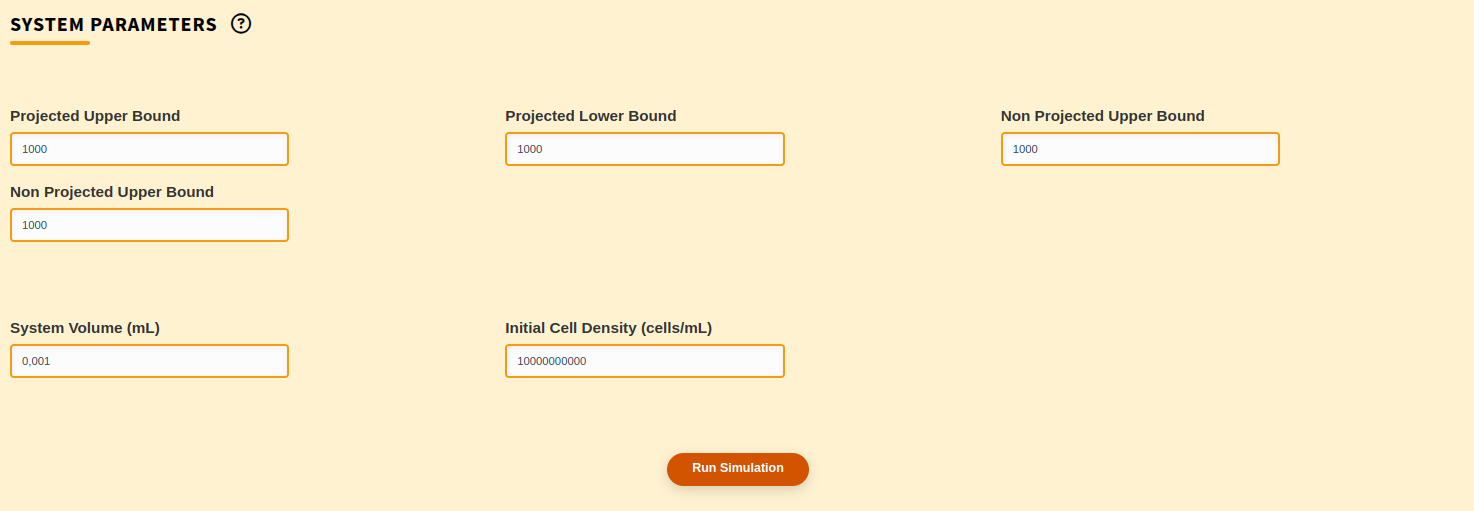 SYSTEM PARAMETERS ?
Projected Upper Bound
1000
Projected Lower Bound
1000
Non Projected Upper Bound
1000
Non Projected Upper Bound
1000
System Volume (mL)
0,001
Initial Cell Density (cells/mL)
10000000000
Run Simulation